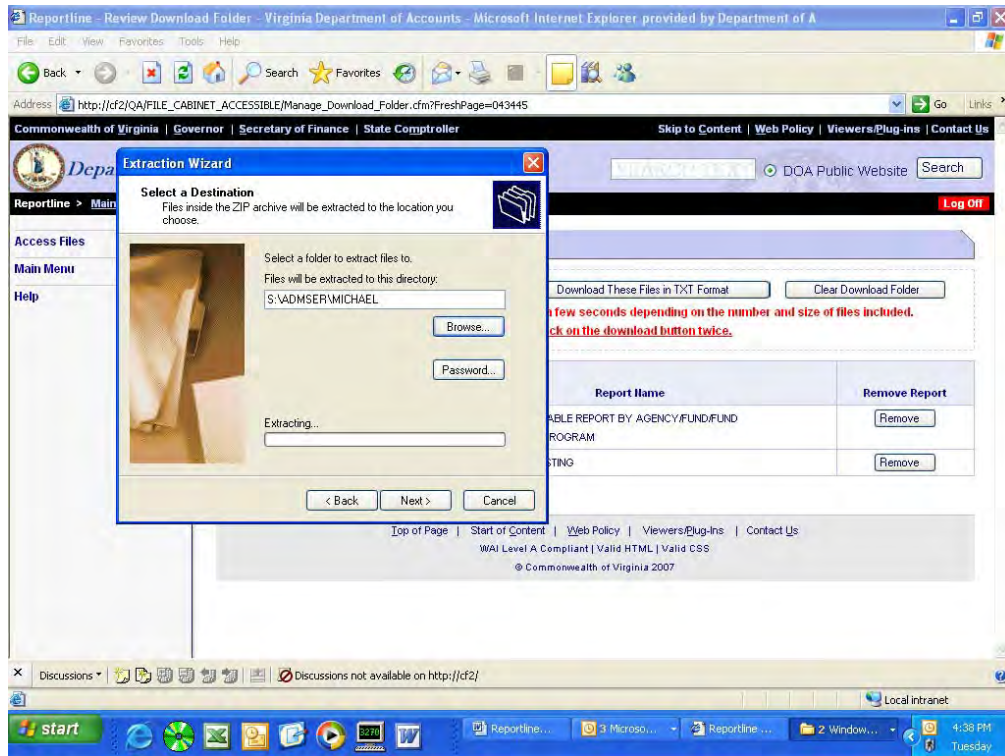 Reportline - Review Download Folder - Virginia Department of Accounts - Microsoft Internet Explorer provided by Department of A
File Edit View Favorites Tools Help
Back Search Favorites
Address http://cf2/QA/FILE_CABINET_ACCESSIBLE/Manage_Download_Folder.cfm?FreshPage=043445 Go Links
Commonwealth of Virginia | Governor | Secretary of Finance | State Comptroller Skip to Content | Web Policy | Viewers/Plug-ins | Contact Us
Depa
DOA Public Website Search
Reportline > Main Log Off
Extraction Wizard
Select a Destination
Files inside the ZIP archive will be extracted to the location you
choose.
Select a folder to extract files to.
Files will be extracted to this directory:
S:\ADMSER\MICHAEL
Browse...
Password...
Extracting...
< Back Next > Cancel
Access Files
Main Menu
Help
Download These Files in TXT Format Clear Download Folder
few seconds depending on the number and size of files included.
ck on the download button twice.
Report Name Remove Report
ABLE REPORT BY AGENCY/FUND/FUND Remove
ROGRAM
STING Remove
Top of Page | Start of Content | Web Policy | Viewers/Plug-Ins | Contact Us
WAI Level A Compliant | Valid HTML | Valid CSS
© Commonwealth of Virginia 2007
Discussions Discussions not available on http://cf2/
Local intranet
start 3270 W Reportline... 3 Microso... Reportline ... 2 Window... 4:38 PM
Tuesday